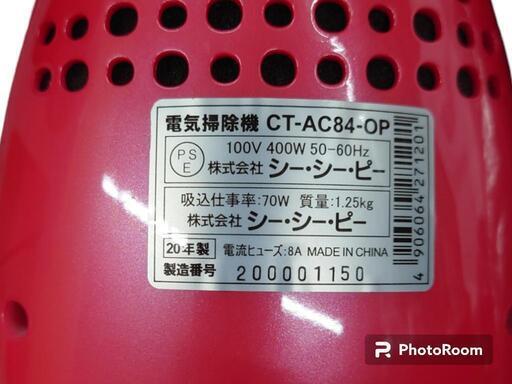 電気掃除機 CT-AC84-OP
PSE
100V 400W 50-60Hz
株式会社 シー・シー・ピー
吸込仕事率:70W 質量:1.25kg
株式会社 シー・シー・ピー
20年製 電流ヒューズ:8A MADE IN CHINA
製造番号 200001150
4906064271201
PhotoRoom